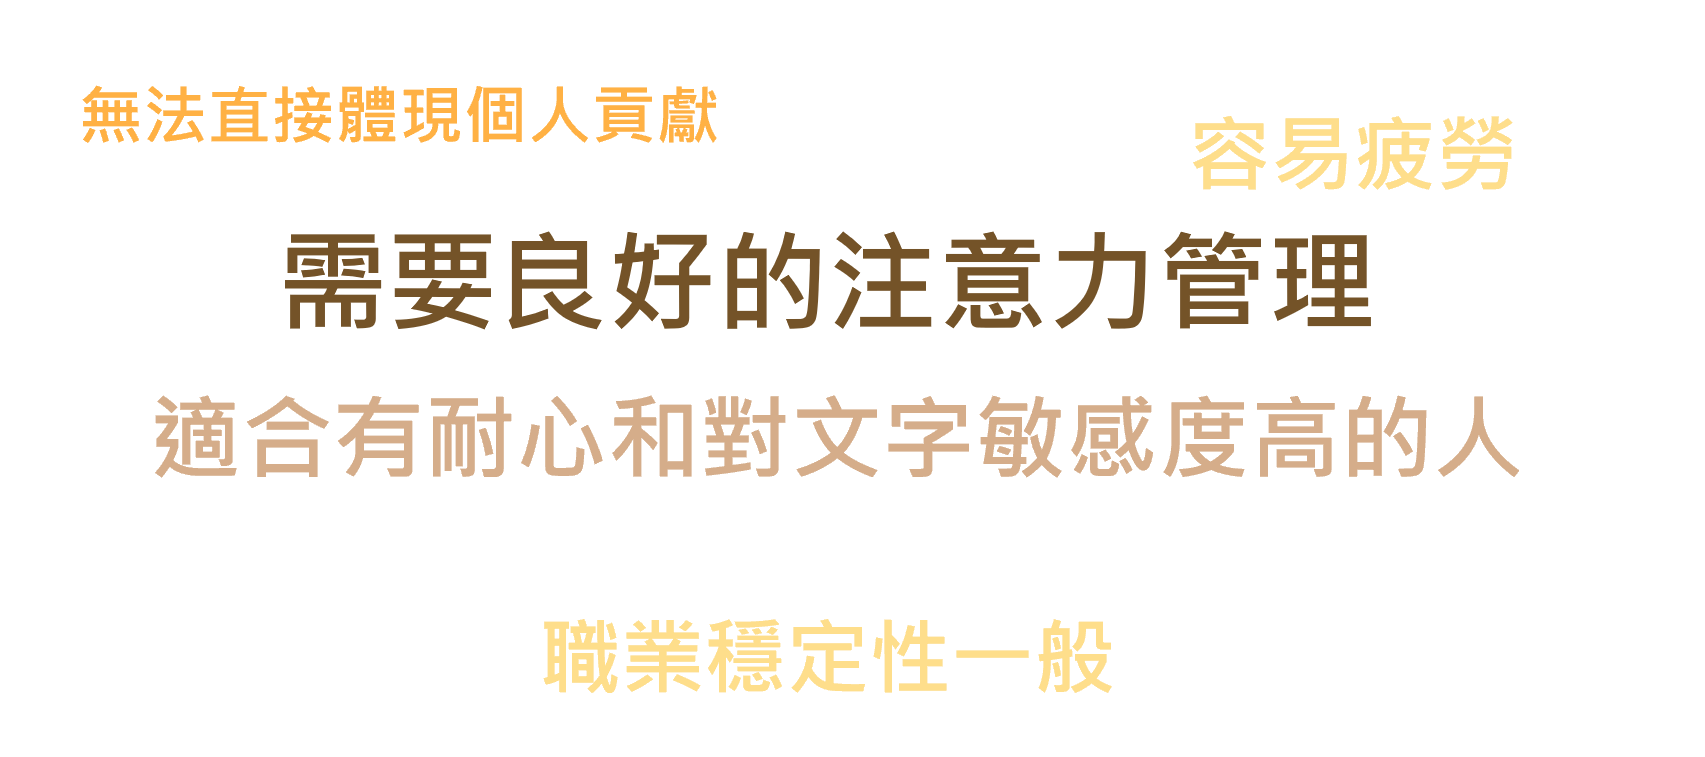 無法直接體現個人貢獻
容易疲勞
需要良好的注意力管理
適合有耐心和對文字敏感度高的人
職業穩定性一般